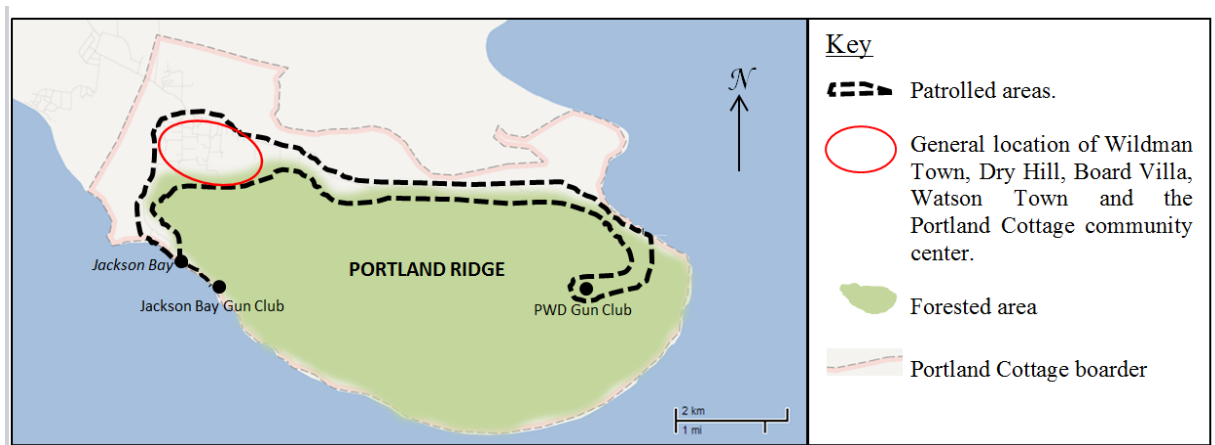 Key
N
Patrolled areas.
General location of Wildman
Town, Dry Hill, Board Villa,
Watson Town and the
Portland Cottage community
center.
Forested area
Portland Cottage boarder
PORTLAND RIDGE
Jackson Bay
Jackson Bay Gun Club
PWD Gun Club
2 km
1 mi